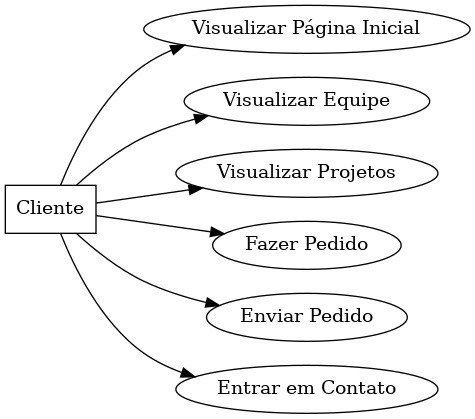 Visualizar Página Inicial
Visualizar Equipe
Visualizar Projetos
Cliente
Fazer Pedido
Enviar Pedido
Entrar em Contato